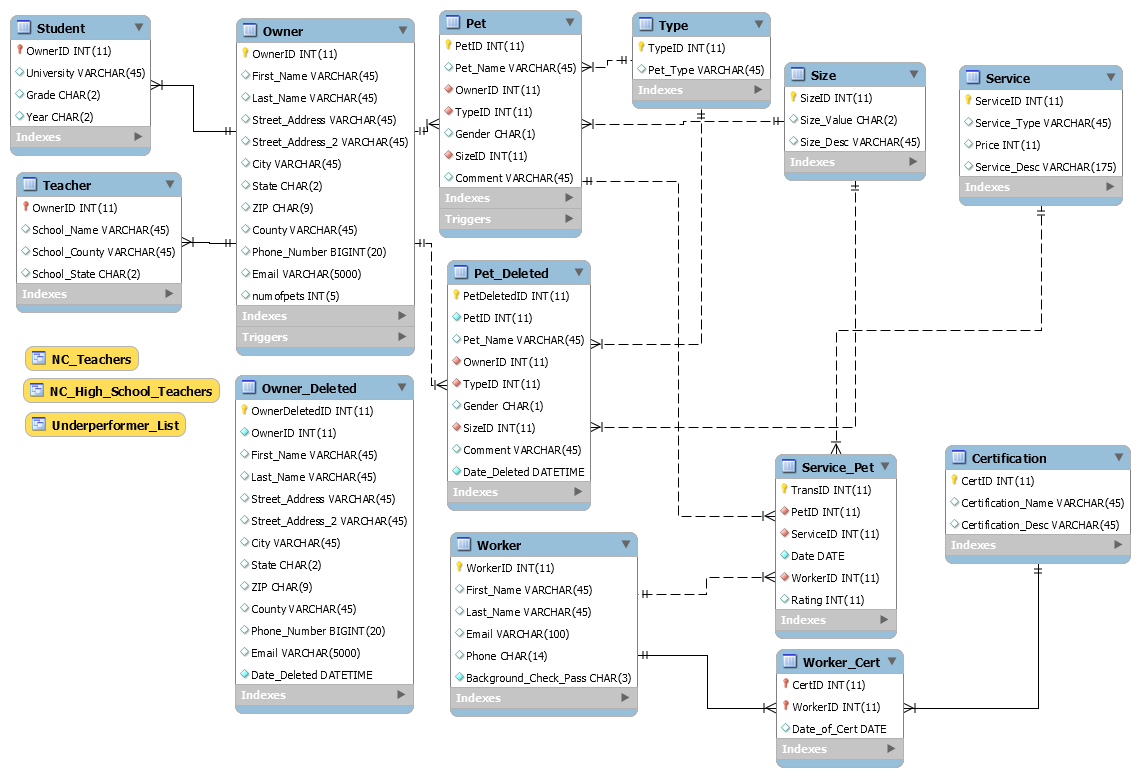 Student
OwnerID INT(11)
University VARCHAR(45)
Grade CHAR(2)
Year CHAR(2)
Indexes
Teacher
OwnerID INT(11)
School_Name VARCHAR(45)
School_County VARCHAR(45)
School_State CHAR(2)
Indexes
NC_Teachers
NC_High_School_Teachers
Underperformer_List
Owner
OwnerID INT(11)
First_Name VARCHAR(45)
Last_Name VARCHAR(45)
Street_Address VARCHAR(45)
Street_Address_2 VARCHAR(45)
City VARCHAR(45)
State CHAR(2)
ZIP CHAR(9)
County VARCHAR(45)
Phone_Number BIGINT(20)
Email VARCHAR(5000)
numofpets INT(5)
Indexes
Triggers
Owner_Deleted
OwnerDeletedID INT(11)
OwnerID INT(11)
First_Name VARCHAR(45)
Last_Name VARCHAR(45)
Street_Address VARCHAR(45)
Street_Address_2 VARCHAR(45)
City VARCHAR(45)
State CHAR(2)
ZIP CHAR(9)
County VARCHAR(45)
Phone_Number BIGINT(20)
Email VARCHAR(5000)
Date_Deleted DATETIME
Indexes
Pet
PetID INT(11)
Pet_Name VARCHAR(45)
OwnerID INT(11)
TypeID INT(11)
Gender CHAR(1)
SizeID INT(11)
Comment VARCHAR(45)
Indexes
Triggers
Pet_Deleted
PetDeletedID INT(11)
PetID INT(11)
Pet_Name VARCHAR(45)
OwnerID INT(11)
TypeID INT(11)
Gender CHAR(1)
SizeID INT(11)
Comment VARCHAR(45)
Date_Deleted DATETIME
Indexes
Worker
WorkerID INT(11)
First_Name VARCHAR(45)
Last_Name VARCHAR(45)
Email VARCHAR(100)
Phone CHAR(14)
Background_Check_Pass CHAR(3)
Indexes
Type
TypeID INT(11)
Pet_Type VARCHAR(45)
Indexes
Size
SizeID INT(11)
Size_Value CHAR(2)
Size_Desc VARCHAR(45)
Indexes
Service
ServiceID INT(11)
Service_Type VARCHAR(45)
Price INT(11)
Service_Desc VARCHAR(175)
Indexes
Service_Pet
TransID INT(11)
PetID INT(11)
ServiceID INT(11)
Date DATE
WorkerID INT(11)
Rating INT(11)
Indexes
Certification
CertID INT(11)
Certification_Name VARCHAR(45)
Certification_Desc VARCHAR(45)
Indexes
Worker_Cert
CertID INT(11)
WorkerID INT(11)
Date_of_Cert DATE
Indexes